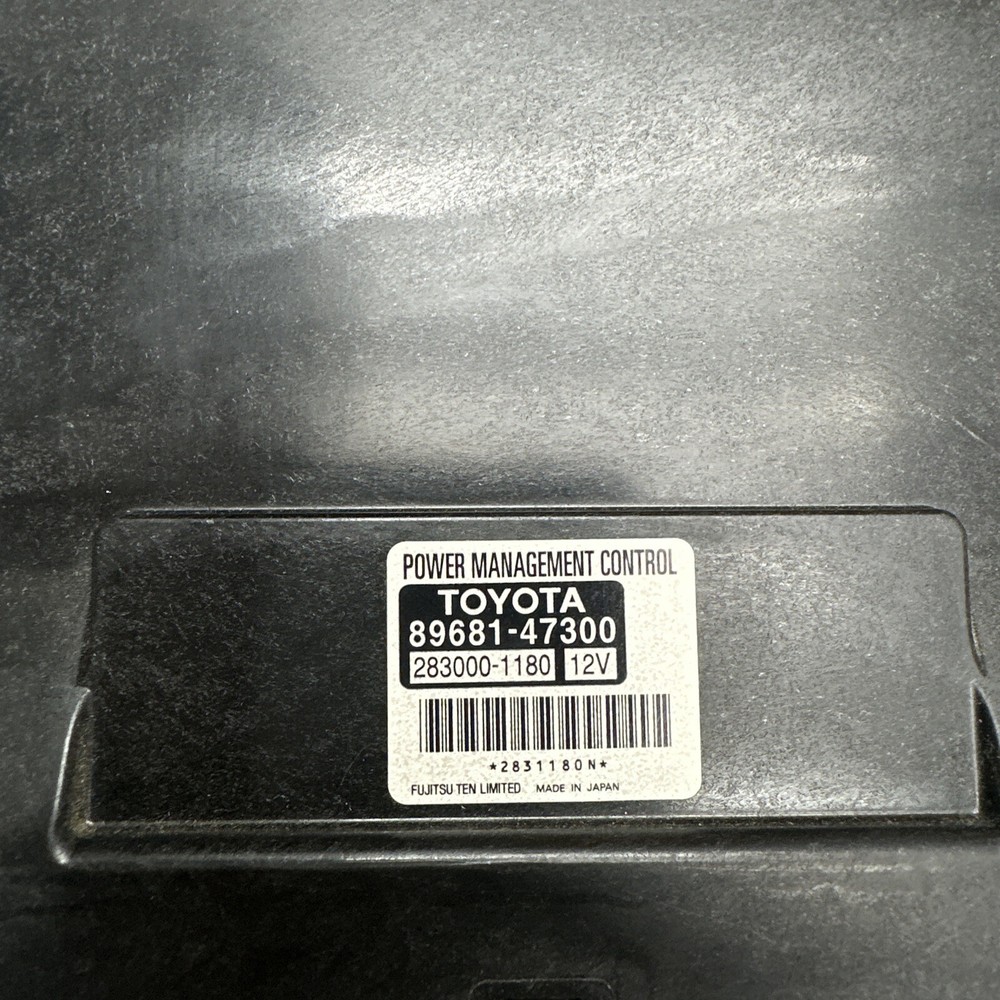 POWER MANAGEMENT CONTROL
TOYOTA
89681-47300
283000-1180 12V
*2831180N*
FUJITSU TEN LIMITED MADE IN JAPAN